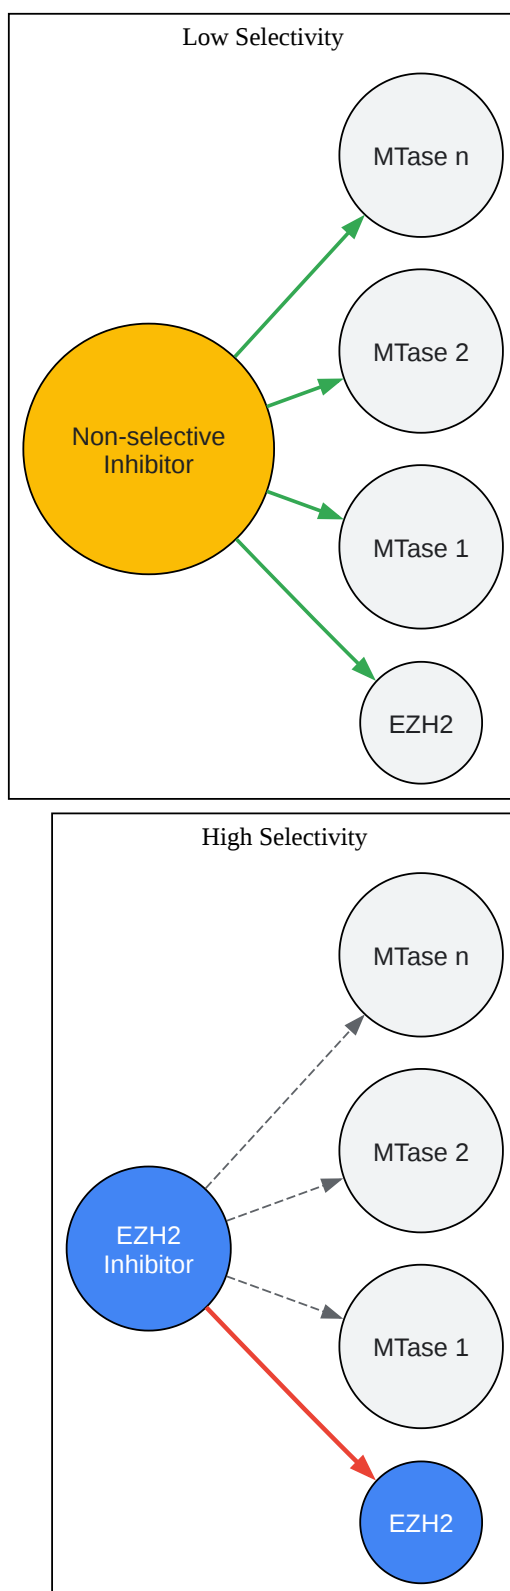 Low Selectivity
MTase n
MTase 2
Non-selective
Inhibitor
MTase 1
EZH2
High Selectivity
MTase n
MTase 2
EZH2
Inhibitor
MTase 1
EZH2